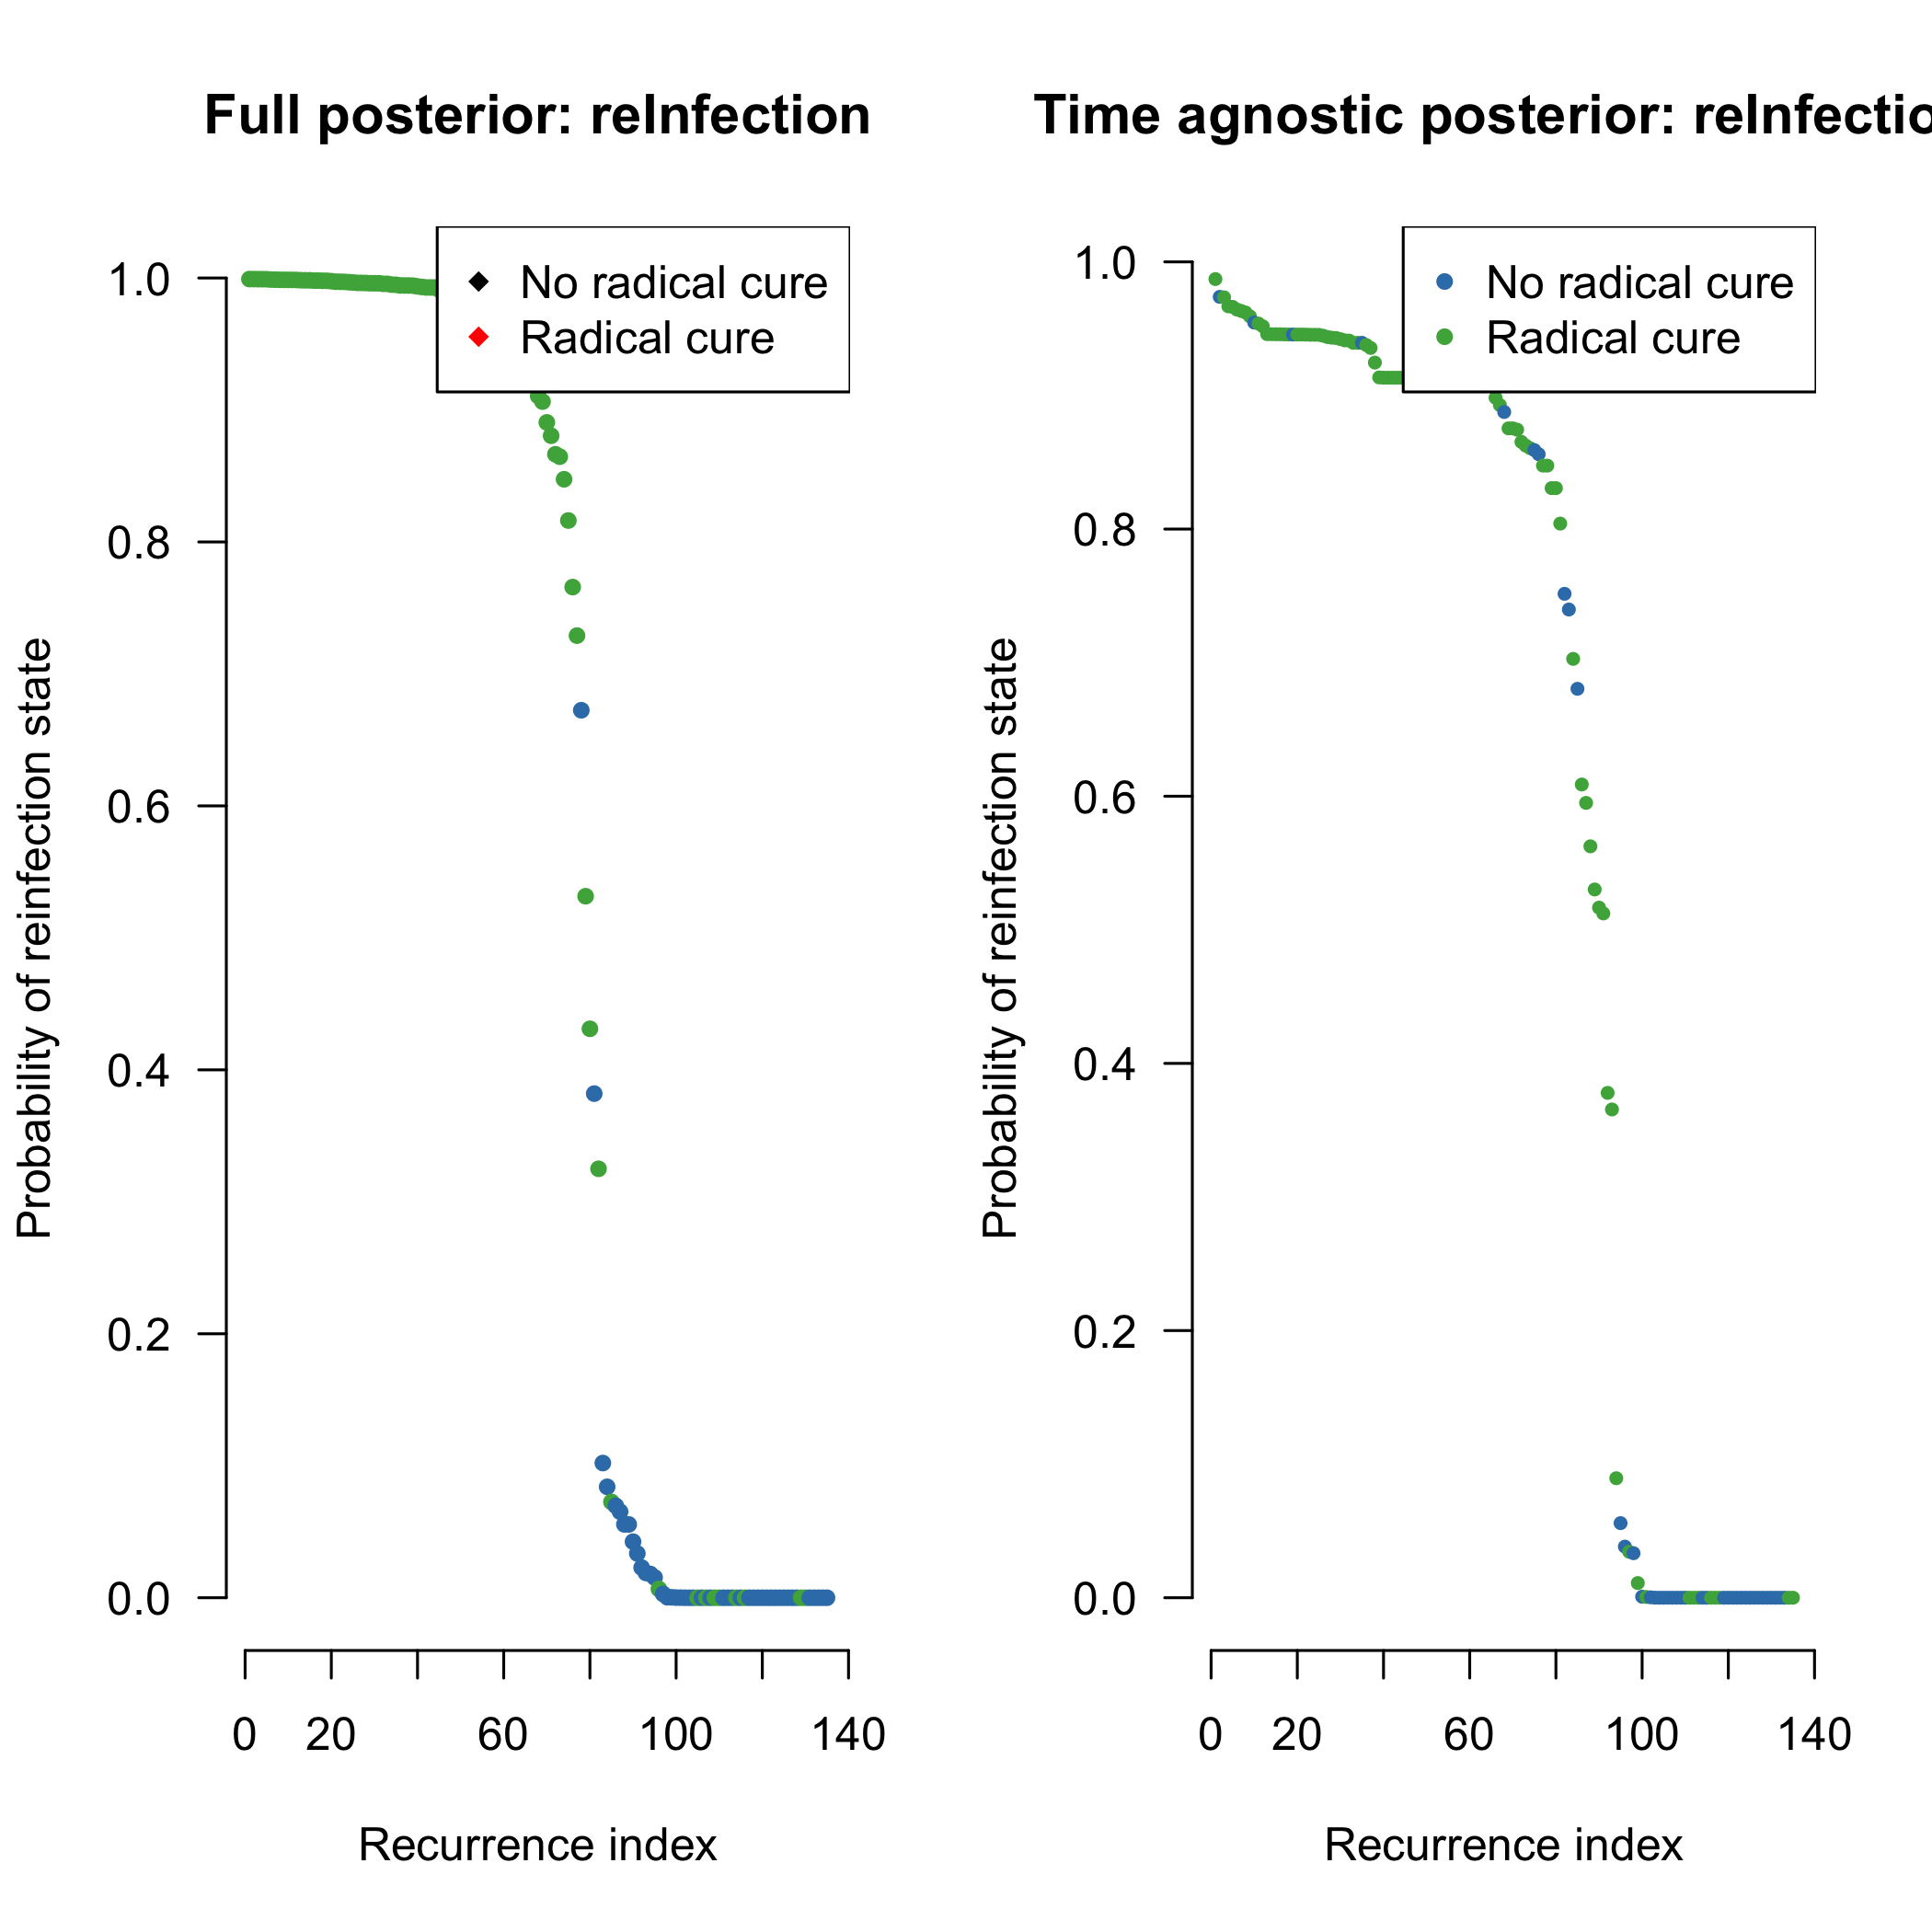 Full posterior: reInfection
No radical cure
Radical cure
1.0
0.8
0.6
0.4
0.2
0.0
Probability of reinfection state
0 20 60 100 140
Recurrence index
Time agnostic posterior: reInfectio
No radical cure
Radical cure
1.0
0.8
0.6
0.4
0.2
0.0
Probability of reinfection state
0 20 60 100 140
Recurrence index